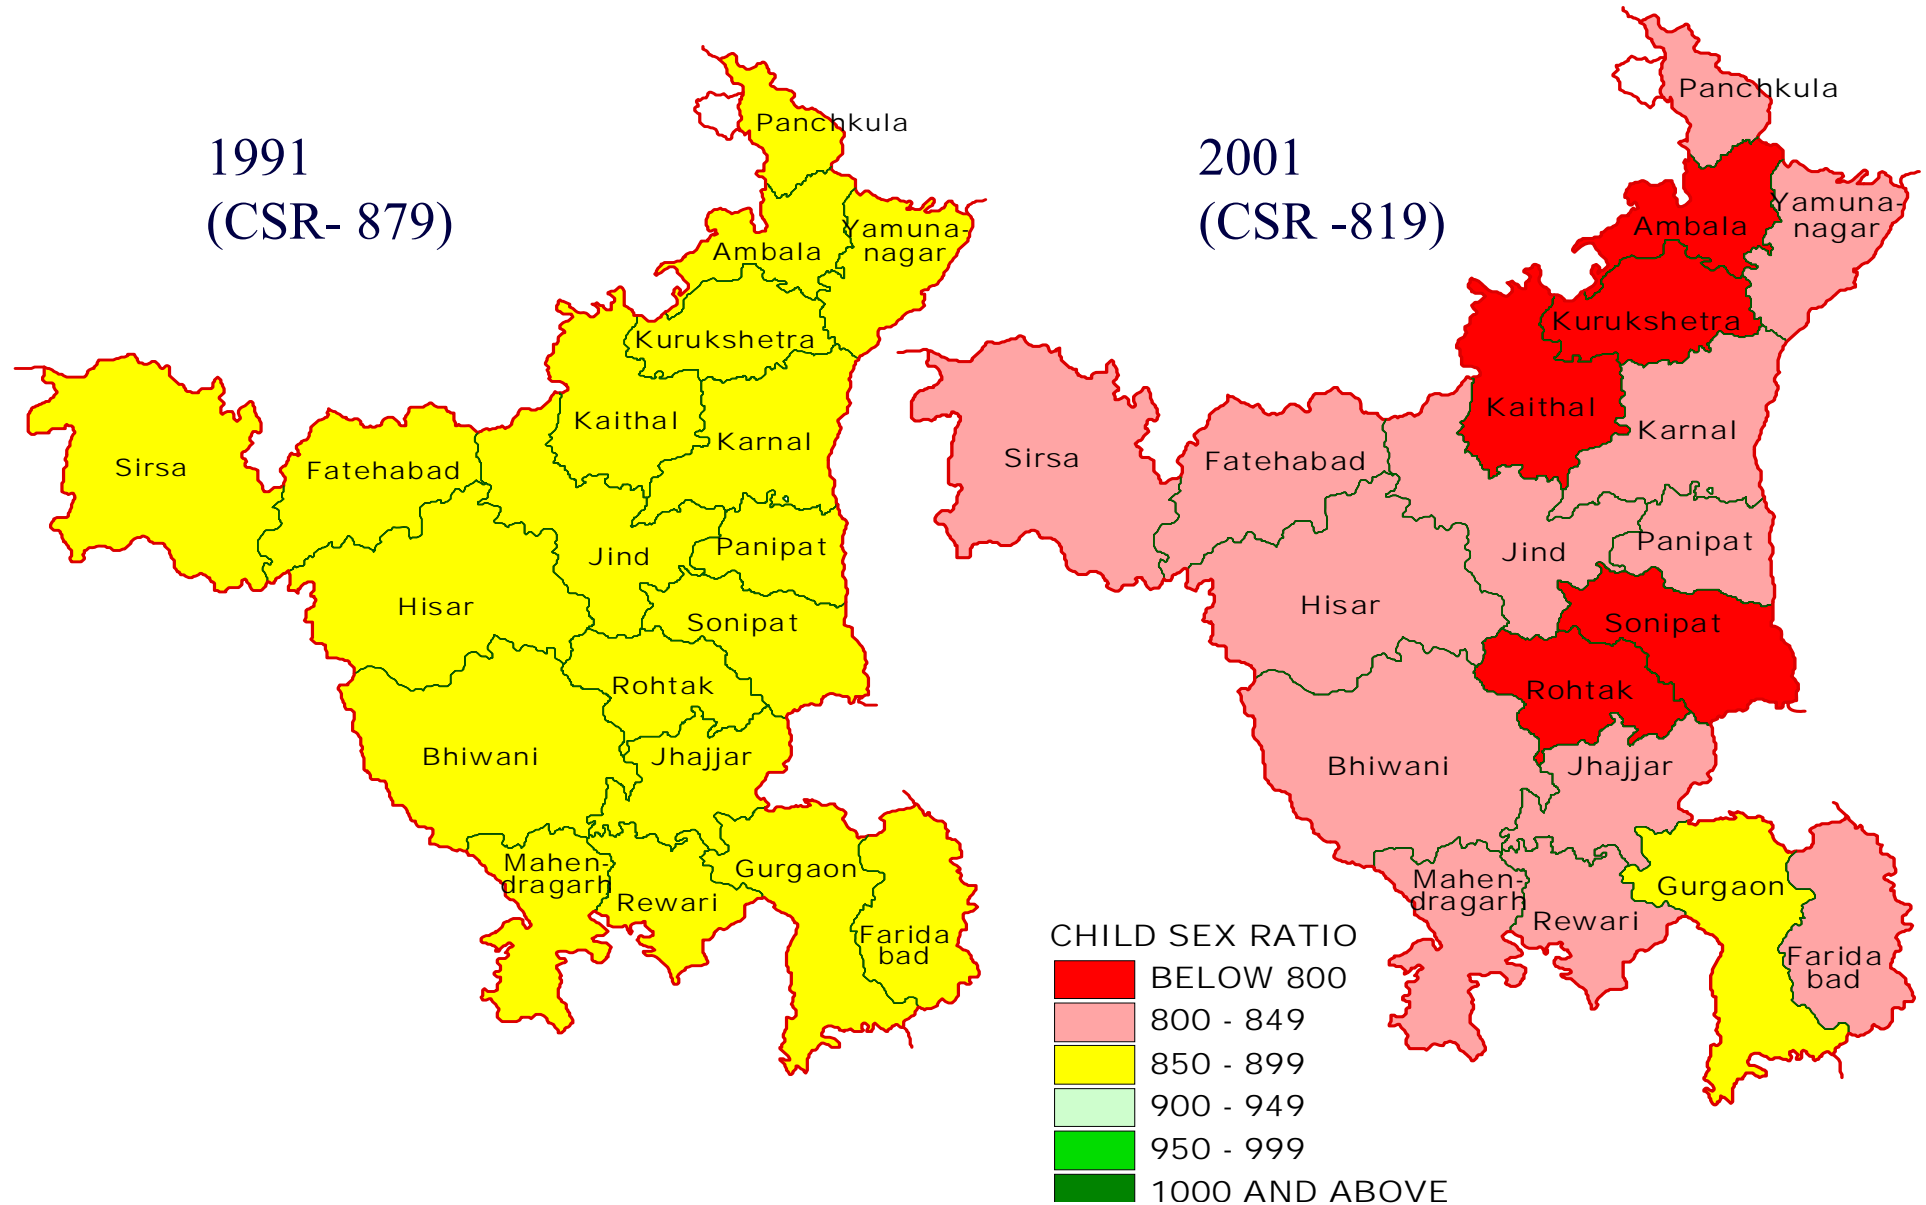 1991
(CSR- 879)
Panchkula
Ambala
Yamuna-
nagar
Kurukshetra
Kaithal
Karnal
Sirsa
Fatehabad
Jind
Panipat
Hisar
Sonipat
Rohtak
Bhiwani
Jhajjar
Mahen-
dragarh
Rewari
Gurgaon
Farida
bad
2001
(CSR -819)
Panchkula
Ambala
Yamuna-
nagar
Kurukshetra
Kaithal
Karnal
Sirsa
Fatehabad
Jind
Panipat
Hisar
Sonipat
Rohtak
Bhiwani
Jhajjar
Mahen-
dragarh
Rewari
Gurgaon
Farida
bad
CHILD SEX RATIO
BELOW 800
800 - 849
850 - 899
900 - 949
950 - 999
1000 AND ABOVE